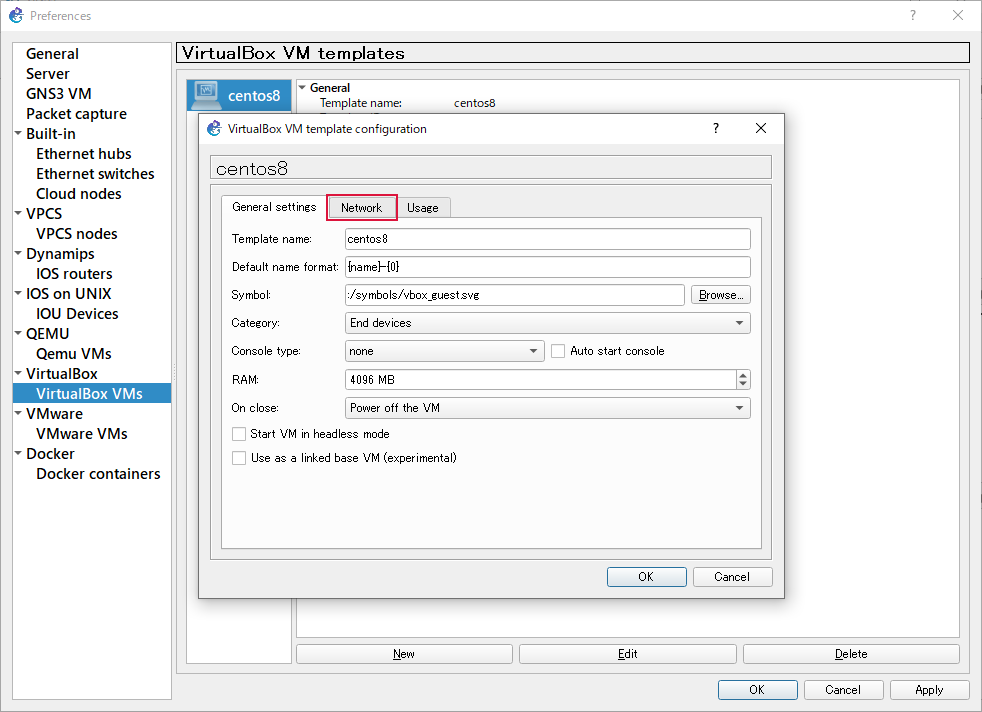 Preferences
General
Server
GNS3 VM
Packet capture
Built-in
Ethernet hubs
Ethernet switches
Cloud nodes
VPCS
VPCS nodes
Dynamips
IOS routers
IOS on UNIX
IOU Devices
QEMU
Qemu VMs
VirtualBox
VirtualBox VMs
VMware
VMware VMs
Docker
Docker containers
VirtualBox VM templates
centos8
General
Template name: centos8
VirtualBox VM template configuration
centos8
General settings Network Usage
Template name: centos8
Default name format: {name}-{0}
Symbol: :/symbols/vbox_guest.svg Browse...
Category: End devices
Console type: none Auto start console
RAM: 4096 MB
On close: Power off the VM
Start VM in headless mode
Use as a linked base VM (experimental)
OK Cancel
New Edit Delete
OK Cancel Apply